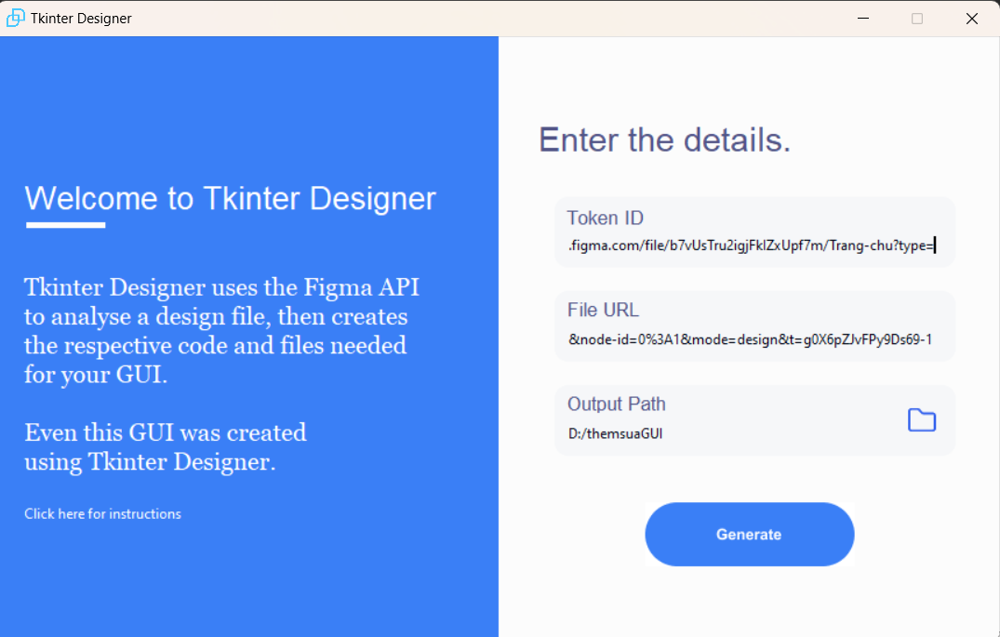 Tkinter Designer
Welcome to Tkinter Designer
Tkinter Designer uses the Figma API
to analyse a design file, then creates
the respective code and files needed
for your GUI.
Even this GUI was created
using Tkinter Designer.
Click here for instructions
Enter the details.
Token ID
.figma.com/file/b7vUsTru2igjFklZxUpf7m/Trang-chu?type=
File URL
&node-id=0%3A1&mode=design&t=g0X6pZJvFPy9Ds69-1
Output Path
D:/themsuaGUI
Generate